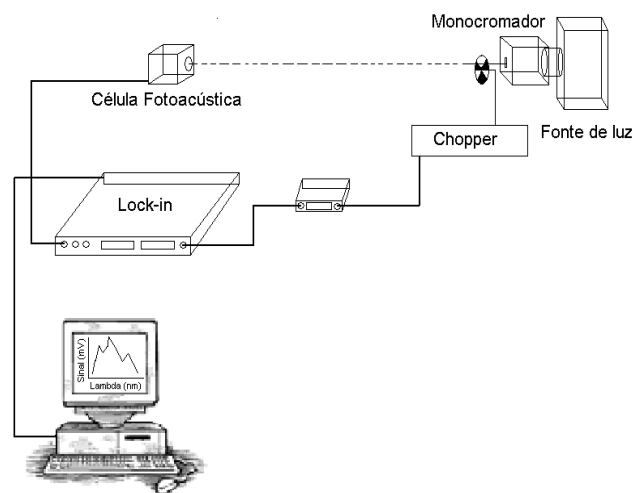 Monocromador
Célula Fotoacústica
Chopper
Fonte de luz
Lock-in
Sinal (mV)
Lambda (nm)